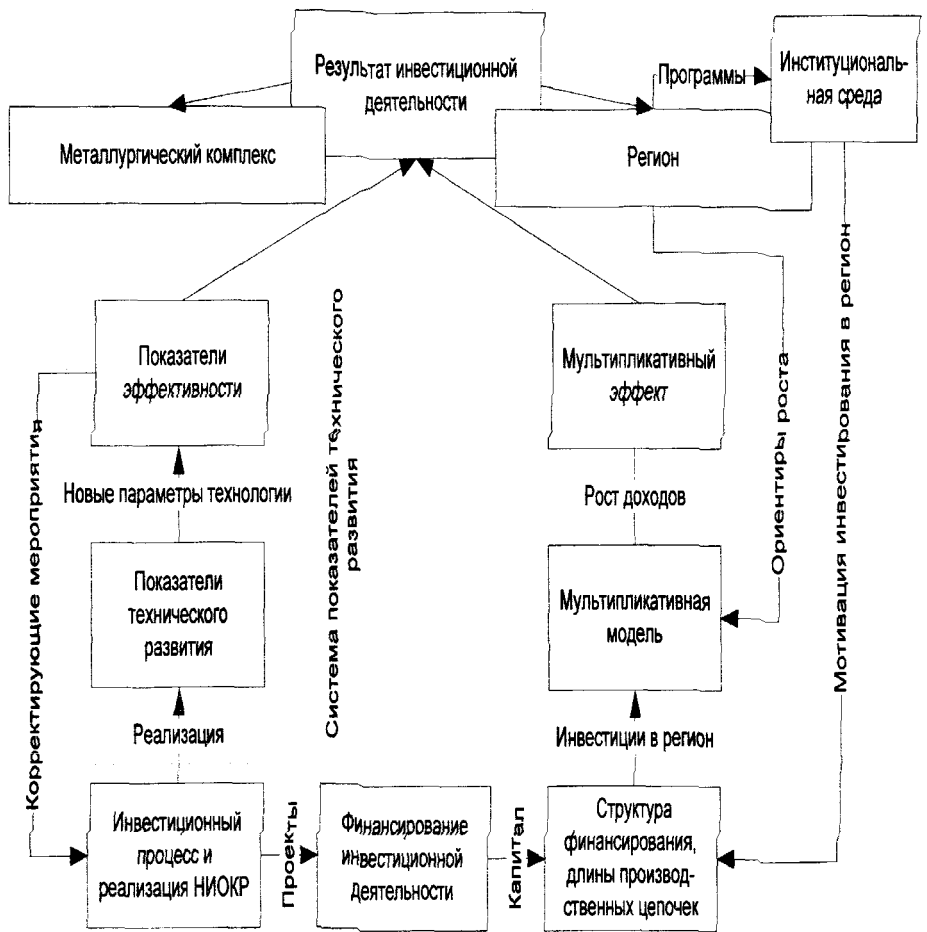 Результат инвестиционной
деятельности
Программы
Институциональ-
ная среда
Металлургический комплекс
Регион
Показатели
эффективности
Мультипликативный
эффект
Система показателей технического
развития
Ориентиры роста
Мотивация инвестирования в регион
Корректирующие мероприятия
Новые параметры технологии
Рост доходов
Показатели
технического
развития
Мультипликативная
модель
Реализация
Инвестиции в регион
Инвестиционный
процесс и
реализация НИОКР
Проекты
Финансирование
инвестиционной
деятельности
Капитал
Структура
финансирования,
длины производ-
ственных цепочек